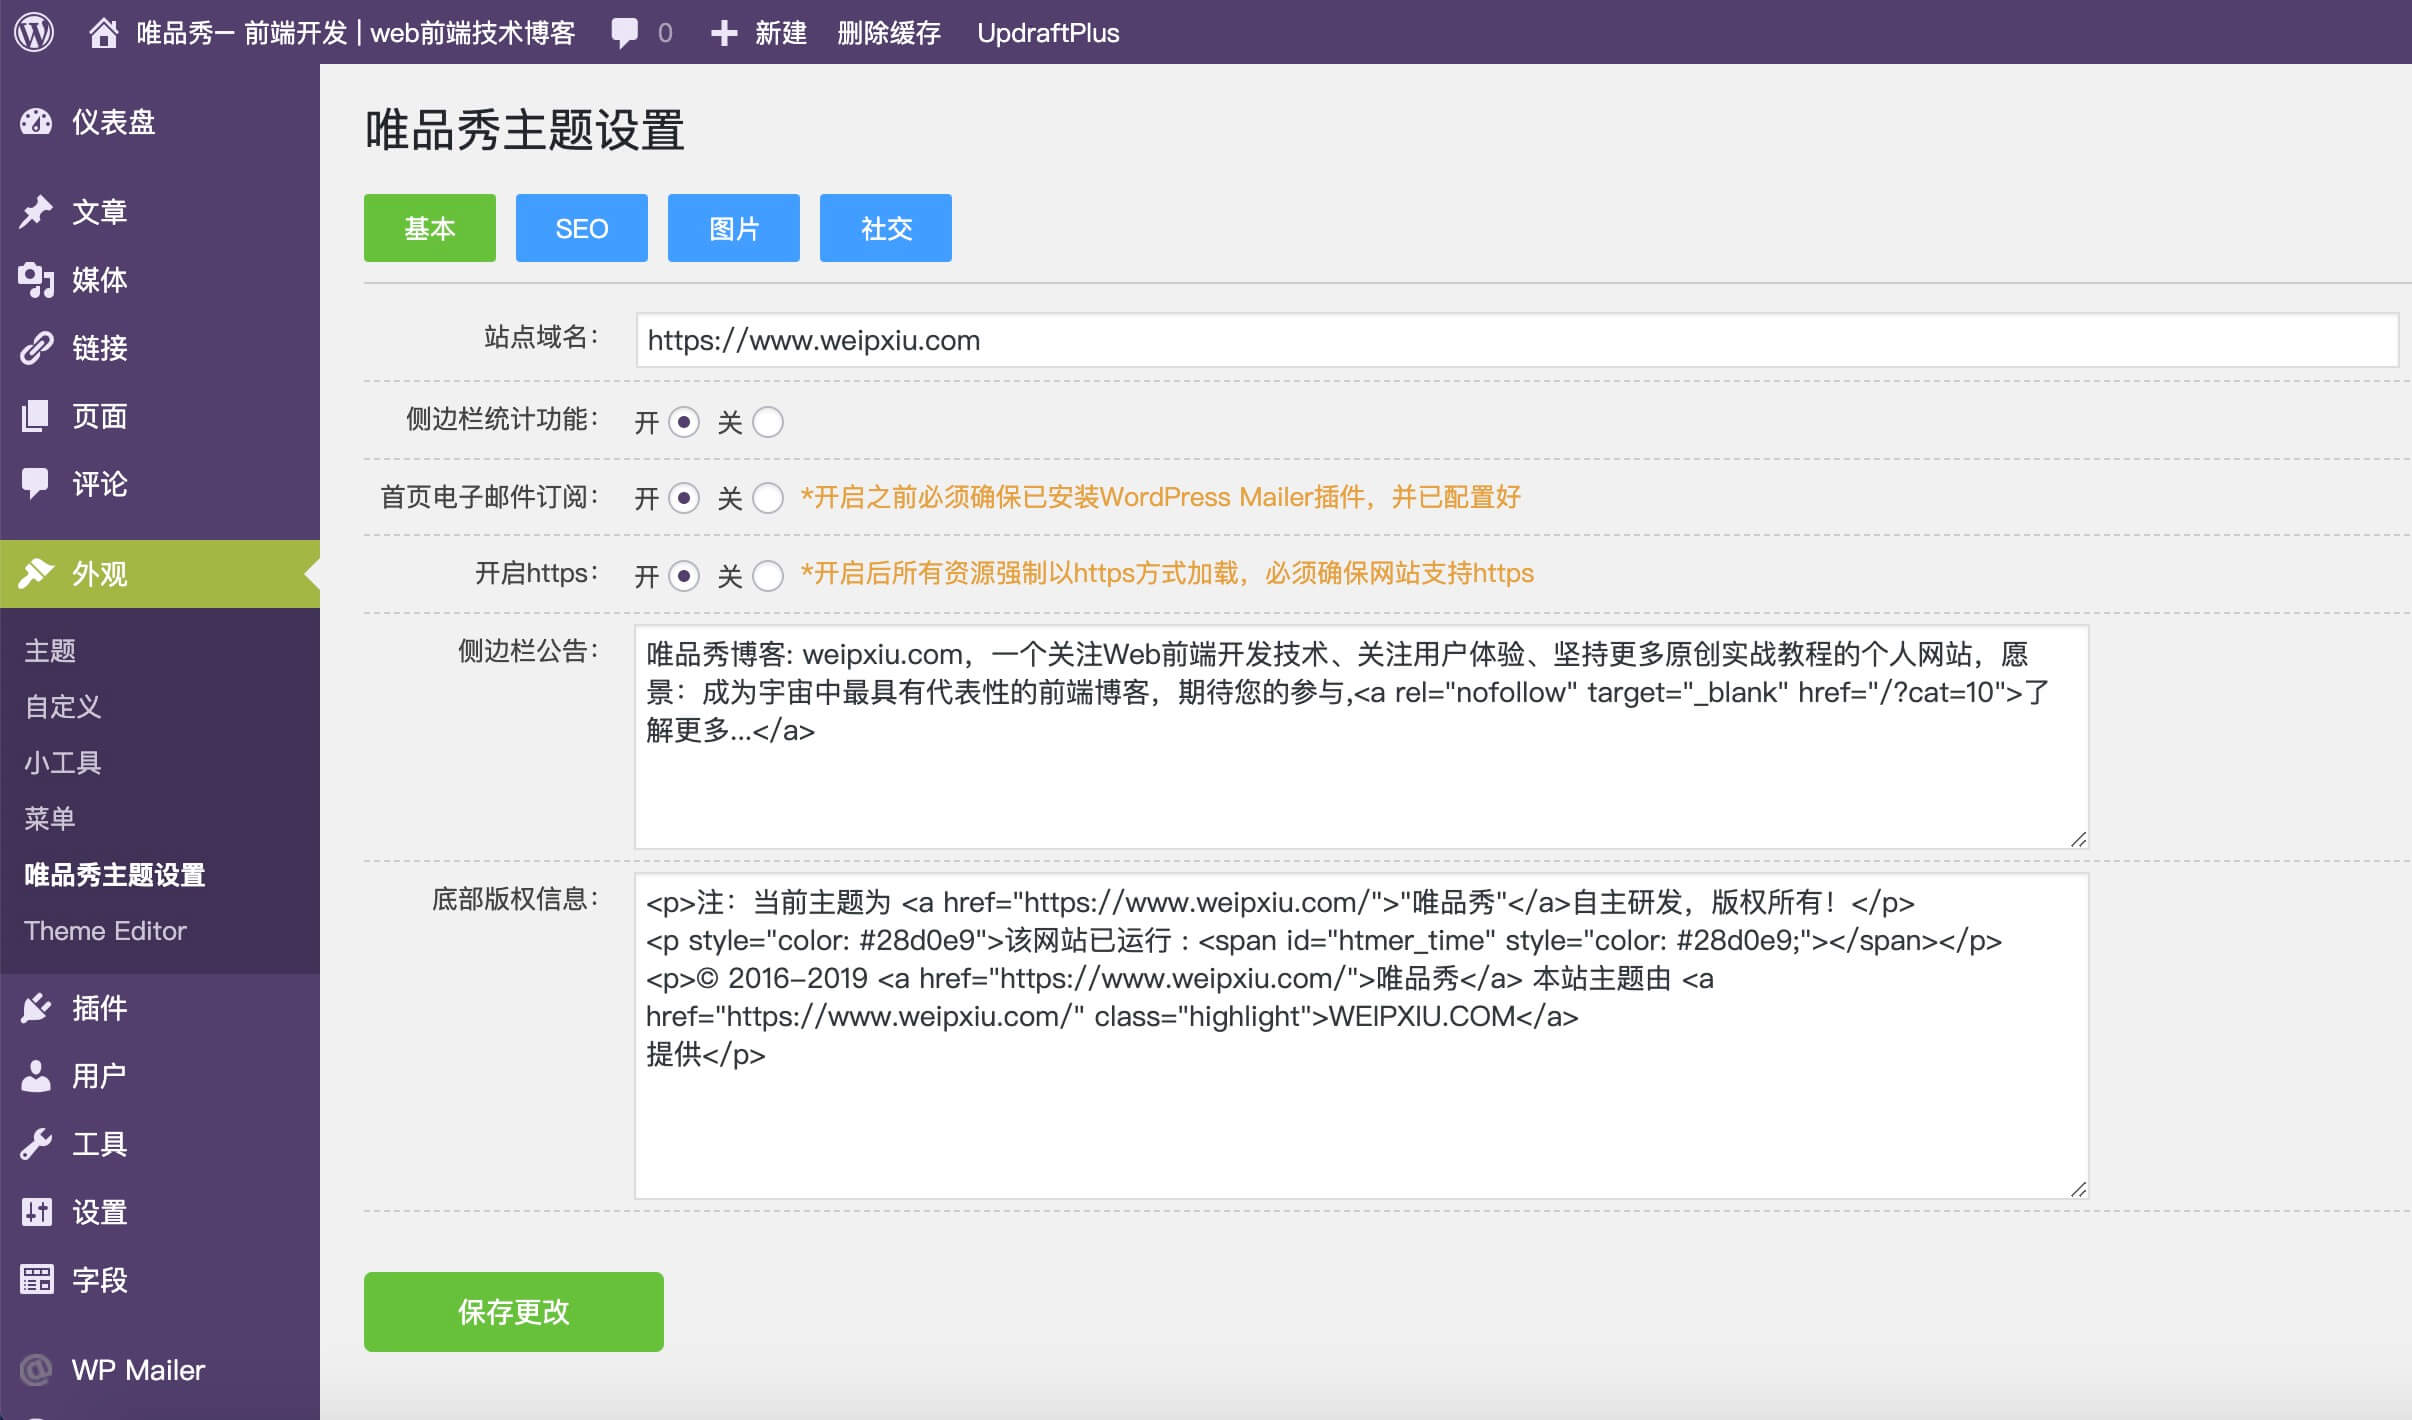 唯品秀一 前端开发 | web前端技术博客 0 新建 删除缓存 UpdraftPlus
仪表盘
文章
媒体
链接
页面
评论
外观
主题
自定义
小工具
菜单
唯品秀主题设置
Theme Editor
插件
用户
工具
设置
字段
WP Mailer
唯品秀主题设置
基本 SEO 图片 社交
站点域名： https://www.weipxiu.com
侧边栏统计功能： 开 关
首页电子邮件订阅： 开 关 *开启之前必须确保已安装WordPress Mailer插件，并已配置好
开启https： 开 关 *开启后所有资源强制以https方式加载，必须确保网站支持https
侧边栏公告： 唯品秀博客: weipxiu.com，一个关注Web前端开发技术、关注用户体验、坚持更多原创实战教程的个人网站，愿
景：成为宇宙中最具有代表性的前端博客，期待您的参与,<a rel="nofollow" target="_blank" href="/?cat=10">了
解更多...</a>
底部版权信息： <p>注：当前主题为 <a href="https://www.weipxiu.com/">"唯品秀"</a>自主研发，版权所有！</p>
<p style="color: #28d0e9">该网站已运行 : <span id="htmer_time" style="color: #28d0e9;"></span></p>
<p>© 2016-2019 <a href="https://www.weipxiu.com/">唯品秀</a> 本站主题由 <a
href="https://www.weipxiu.com/" class="highlight">WEIPXIU.COM</a>
提供</p>
保存更改